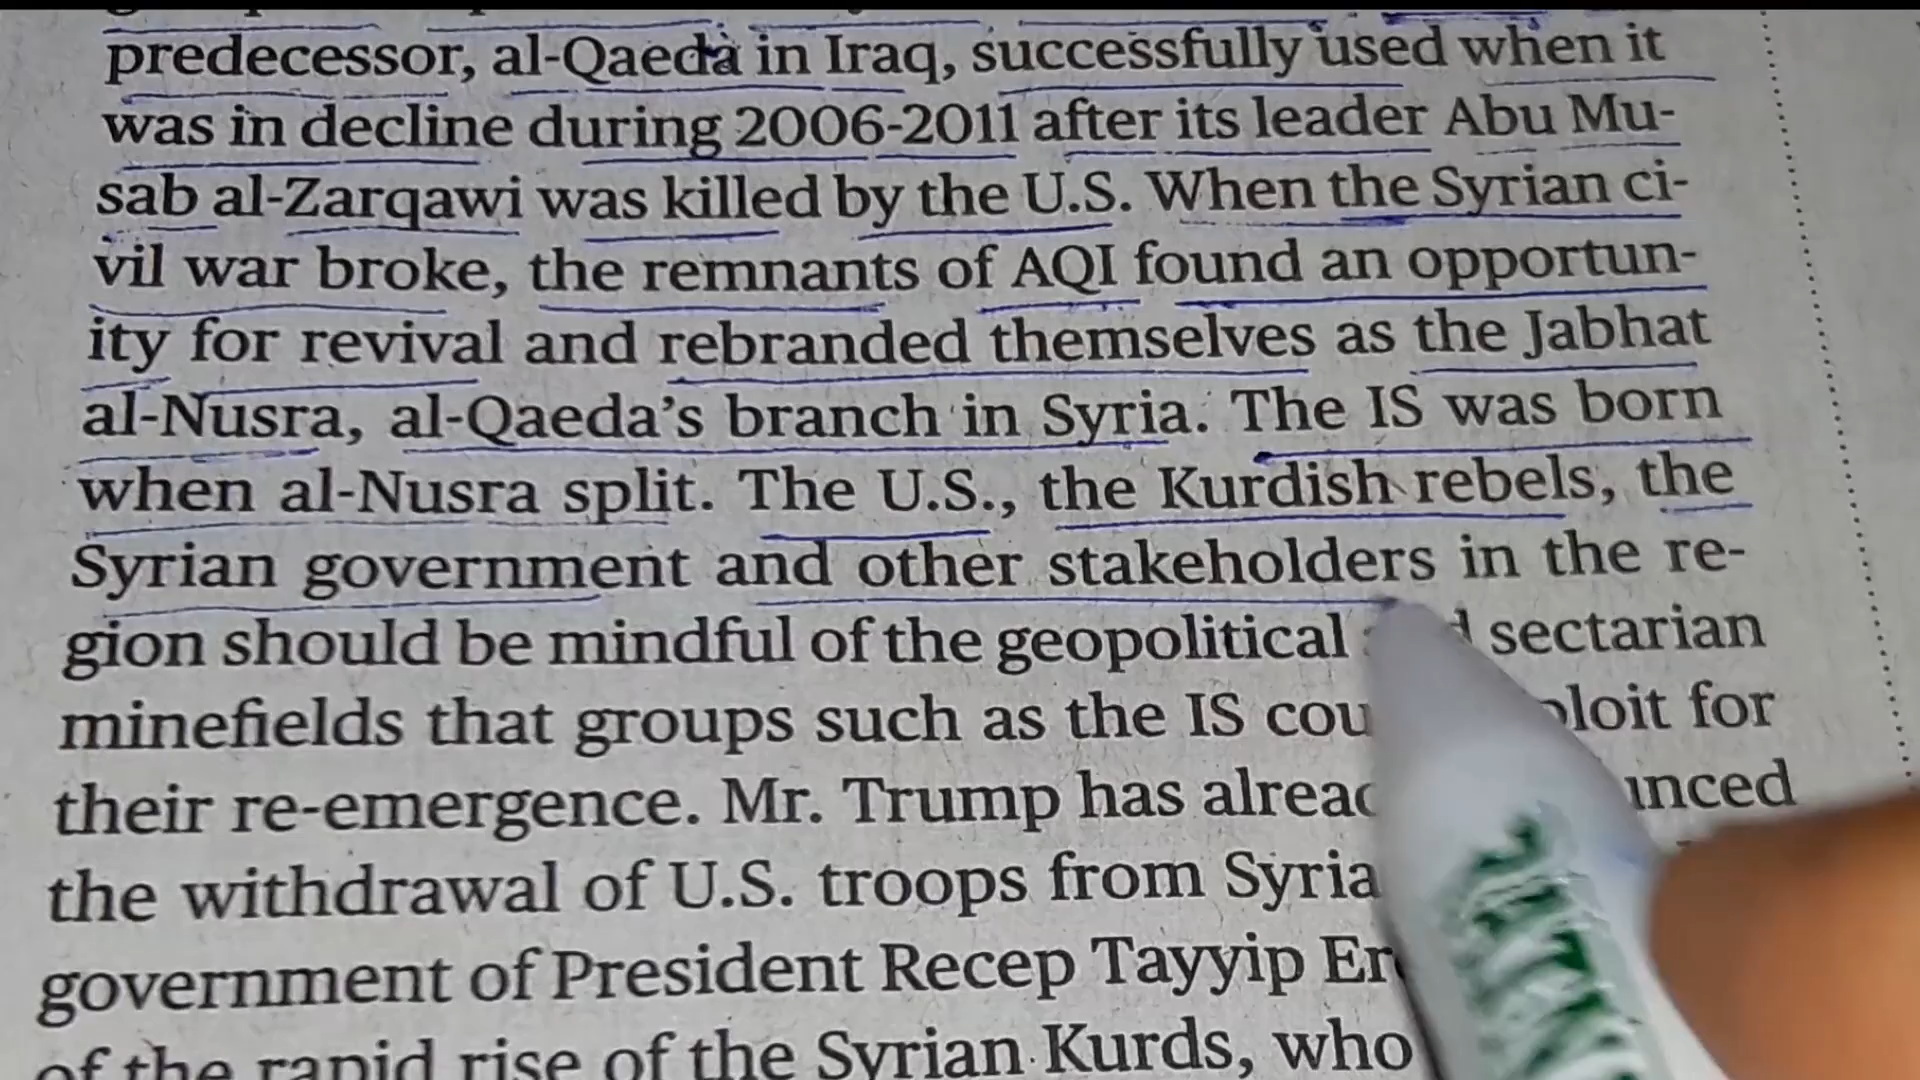 predecessor, al-Qaeda in Iraq, successfully used when it
was in decline during 2006-2011 after its leader Abu Mu-
sab al-Zarqawi was killed by the U.S. When the Syrian ci-
vil war broke, the remnants of AQI found an opportun-
ity for revival and rebranded themselves as the Jabhat
al-Nusra, al-Qaeda's branch in Syria. The IS was born
when al-Nusra split. The U.S., the Kurdish rebels, the
Syrian government and other stakeholders in the re-
gion should be mindful of the geopolitical sectarian
minefields that groups such as the IS for
their re-emergence. Mr. Trump has
the withdrawal of U.S. troops from Syria
government of President Recep Tayyip
of the rapid rise of the Syrian Kurds, who